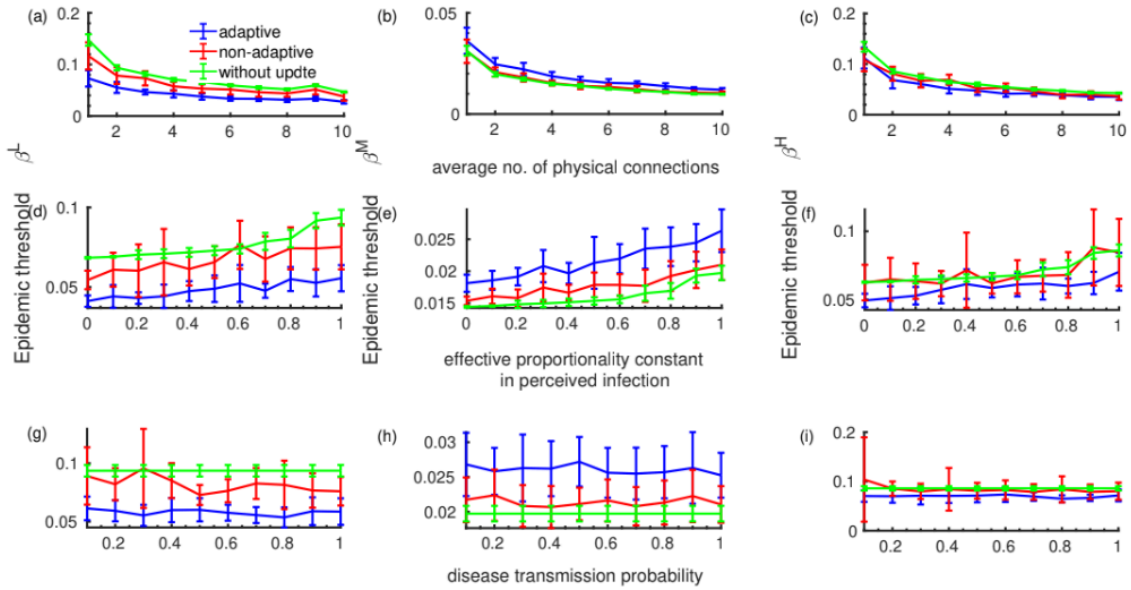 (a)
0.2
0.1
0
adaptive
non-adaptive
without updte
2 4 6 8 10
β^L
(b)
0.05
0
2 4 6 8 10
β^M
average no. of physical connections
(c)
0.2
0.1
0
2 4 6 8 10
β^H
(d)
0.1
0.05
0 0.2 0.4 0.6 0.8 1
Epidemic threshold
(e)
0.025
0.02
0.015
0 0.2 0.4 0.6 0.8 1
Epidemic threshold
effective proportionality constant
in perceived infection
(f)
0.1
0.05
0 0.2 0.4 0.6 0.8 1
Epidemic threshold
(g)
0.1
0.05
0.2 0.4 0.6 0.8 1
(h)
0.03
0.025
0.02
0.2 0.4 0.6 0.8 1
disease transmission probability
(i)
0.2
0.1
0
0.2 0.4 0.6 0.8 1